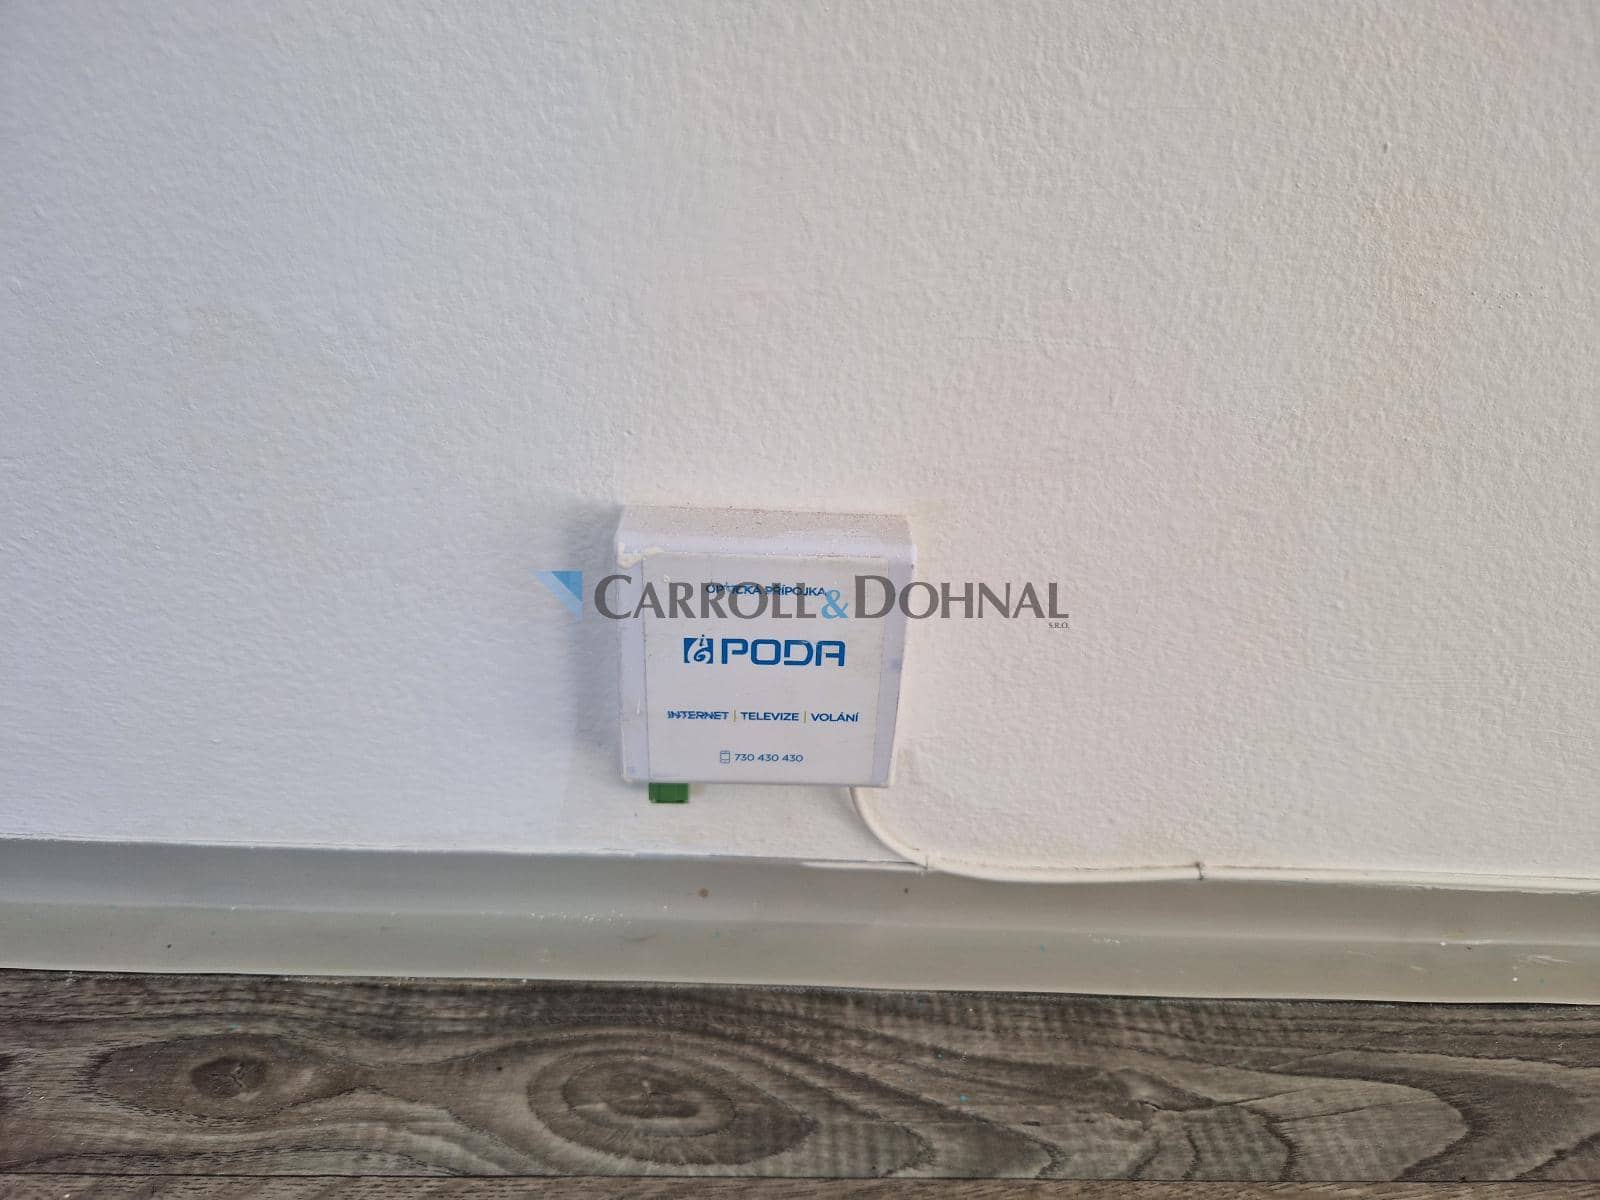 OPTICKÁ PŘÍPOJKA
CARROLL&DOHNAL
S.R.O.
PODA
INTERNET | TELEVIZE | VOLÁNÍ
730 430 430